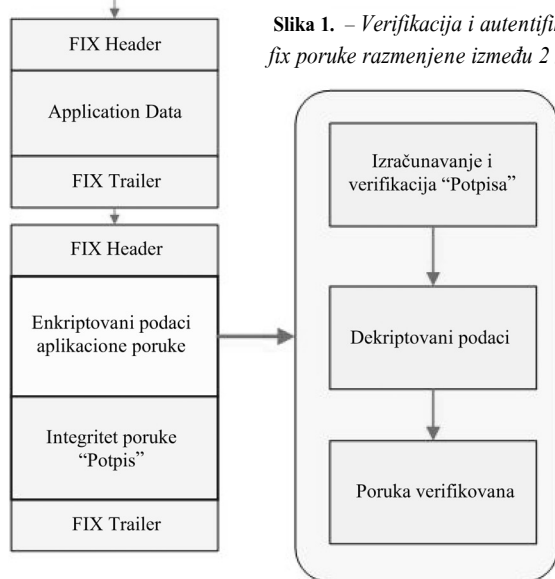 Slika 1. – Verifikacija i
fix poruke razmenjene između 2
FIX Header
Application Data
FIX Trailer
FIX Header
Enkriptovani podaci
aplikacione poruke
Integritet poruke
“Potpis”
FIX Trailer
Izračunavanje i
verifikacija “Potpisa”
Dekriptovani podaci
Poruka verifikovana